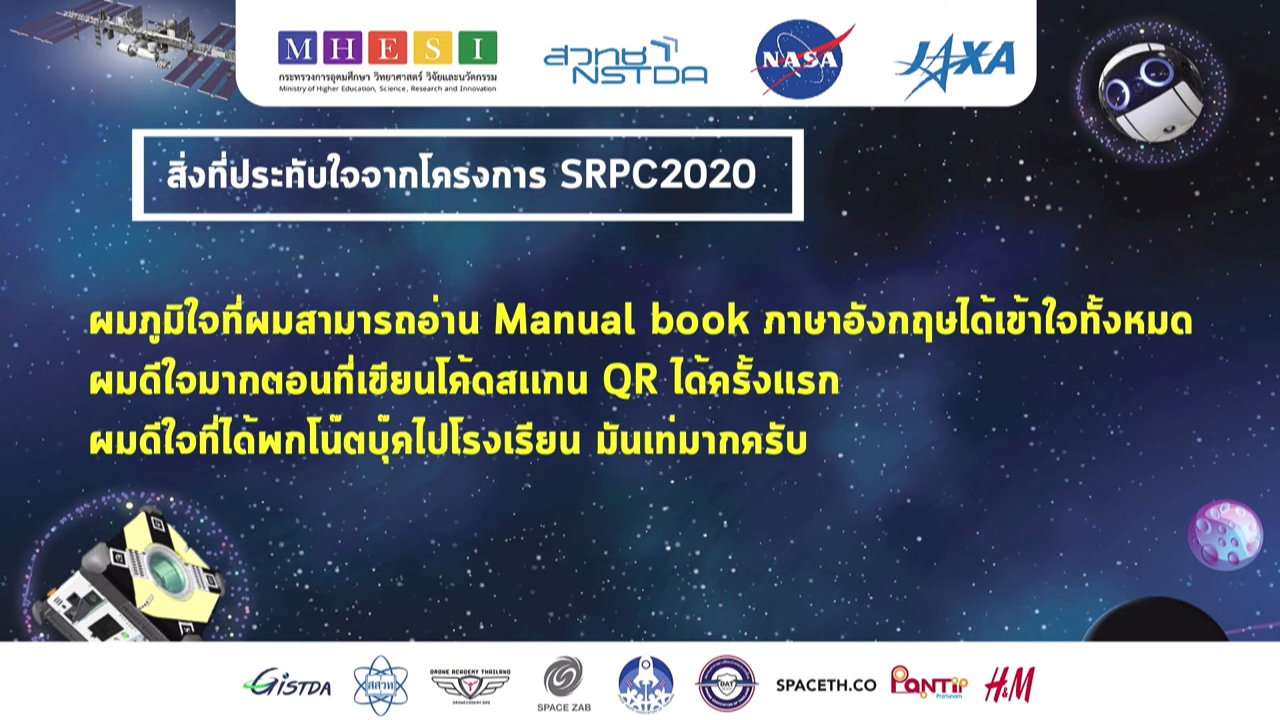 MHESI
กระทรวงการอุดมศึกษา วิทยาศาสตร์ วิจัยและนวัตกรรม
Ministry of Higher Education, Science, Research and Innovation
สวทช
NSTDA
NASA
JAXA
สิ่งที่ประทับใจจากโครงการ SRPC2020
ผมภูมิใจที่ผมสามารถอ่าน Manual book ภาษาอังกฤษได้เข้าใจทั้งหมด
ผมดีใจมากตอนที่เขียนโค้ดสแกน QR ได้ครั้งแรก
ผมดีใจที่ได้พกโน๊ตบุ๊คไปโรงเรียน มันเท่มากครับ
GISTDA
สสวท
DRONE ACADEMY THAILAND
SPACE ZAB
DAT
SPACETH.CO
PANTIP
Pratunam
H&M